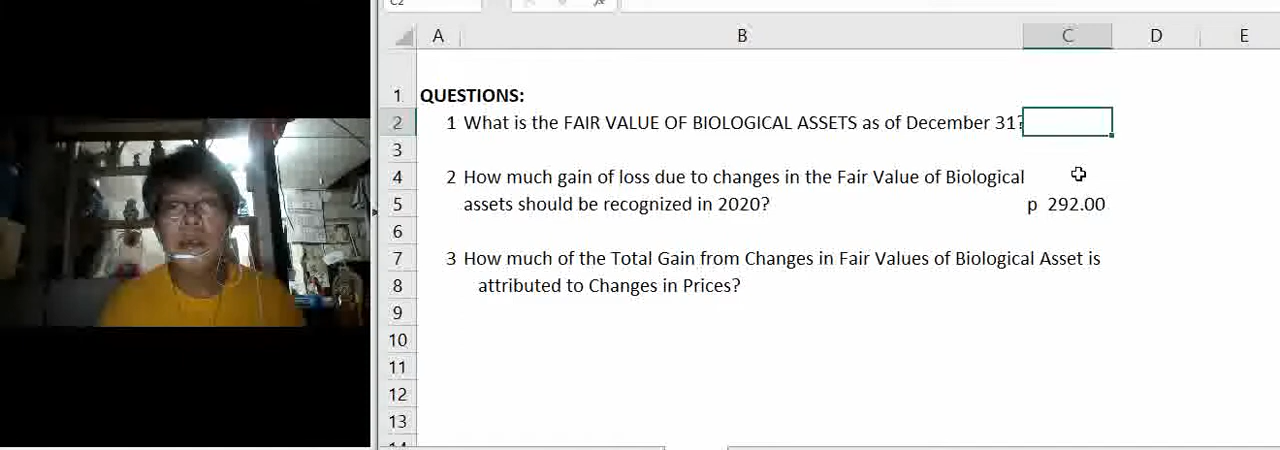 C2
fx
A B C D E
1 QUESTIONS:
2 1 What is the FAIR VALUE OF BIOLOGICAL ASSETS as of December 31?
3
4 2 How much gain of loss due to changes in the Fair Value of Biological
5 assets should be recognized in 2020? p 292.00
6
7 3 How much of the Total Gain from Changes in Fair Values of Biological Asset is
8 attributed to Changes in Prices?
9
10
11
12
13